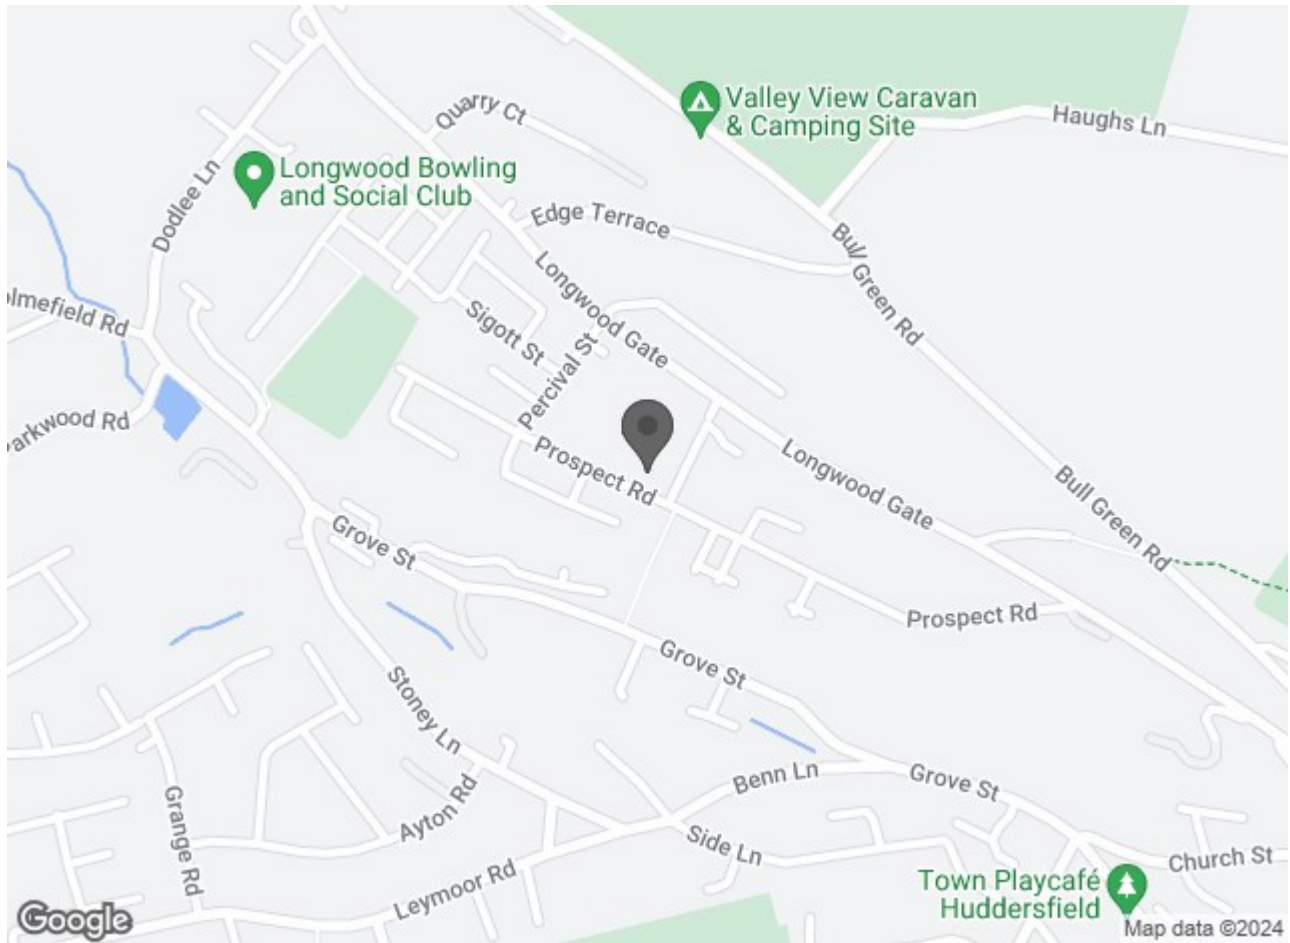 Quarry Ct
Valley View Caravan
& Camping Site
Haughs Ln
Longwood Bowling
and Social Club
Dodlee Ln
Edge Terrace
Bull Green Rd
Longwood Gate
olmefield Rd
Sigott St
Percival St
arkwood Rd
Prospect Rd
Longwood Gate
Bull Green Rd
Grove St
Prospect Rd
Grove St
Stoney Ln
Benn Ln
Grove St
Grange Rd
Ayton Rd
Side Ln
Church St
Leymoor Rd
Town Playcafé
Huddersfield
Google
Map data ©2024